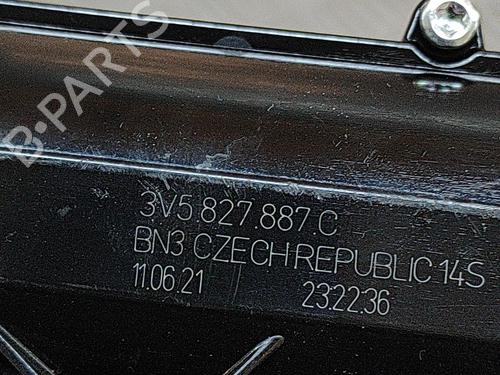 B-PARTS
3V5.827.887.C
BN3 CZECH REPUBLIC 14S
11.06.21 23:22:36